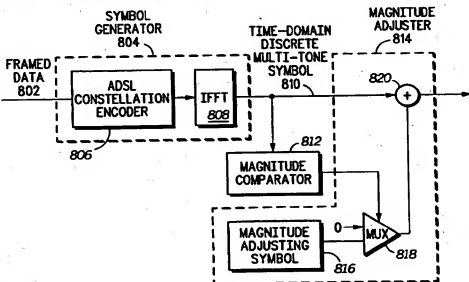 SYMBOL
GENERATOR
804
TIME-DOMAIN
DISCRETE
MULTI-TONE
SYMBOL
810
MAGNITUDE
ADJUSTER
814
FRAMED
DATA
802
ADSL
CONSTELLATION
ENCODER
806
IFFT
808
820
+
812
MAGNITUDE
COMPARATOR
MAGNITUDE
ADJUSTING
SYMBOL
816
0
MUX
818